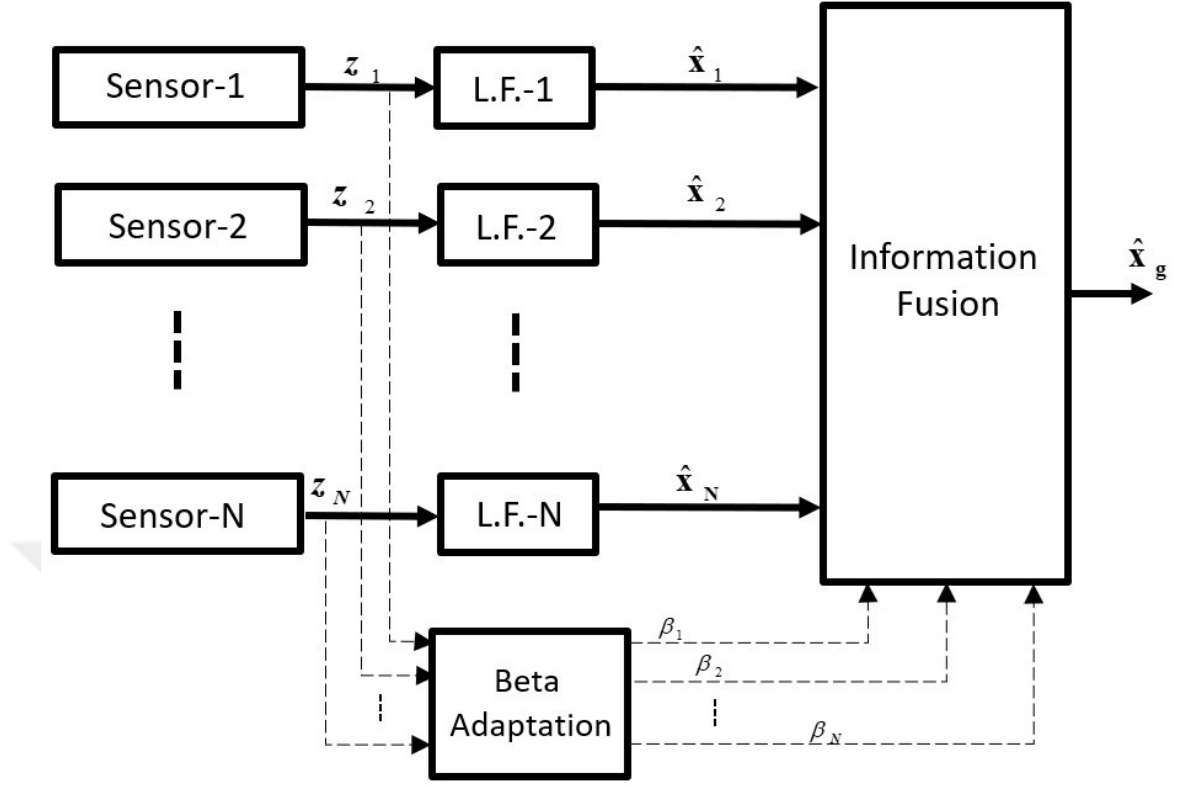 Sensor-1
z 1
L.F.-1
x̂ 1
Sensor-2
z 2
L.F.-2
x̂ 2
Information
Fusion
x̂ g
Sensor-N
z N
L.F.-N
x̂ N
Beta
Adaptation
β1
β2
βN